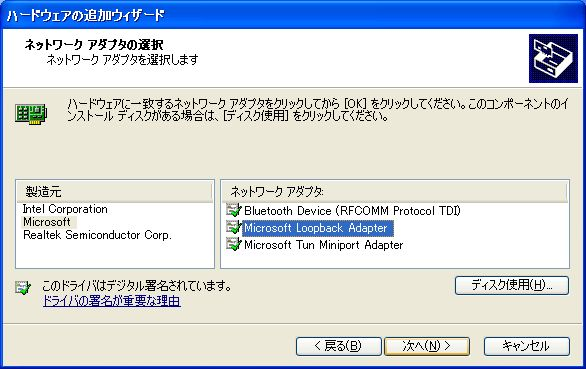 ハードウェアの追加ウィザード
ネットワーク アダプタの選択
ネットワーク アダプタを選択します
ハードウェアに一致するネットワーク アダプタをクリックしてから [OK] をクリックしてください。このコンポーネントのイ
ンストール ディスクがある場合は、[ディスク使用] をクリックしてください。
製造元
Intel Corporation
Microsoft
Realtek Semiconductor Corp.
ネットワーク アダプタ:
Bluetooth Device (RFCOMM Protocol TDI)
Microsoft Loopback Adapter
Microsoft Tun Miniport Adapter
このドライバはデジタル署名されています。
ドライバの署名が重要な理由
ディスク使用(H)...
< 戻る(B)
次へ(N) >
キャンセル